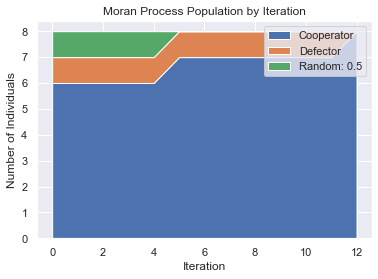 Moran Process Population by Iteration
Number of Individuals
8
7
6
5
4
3
2
1
0
Cooperator
Defector
Random: 0.5
0 2 4 6 8 10 12
Iteration